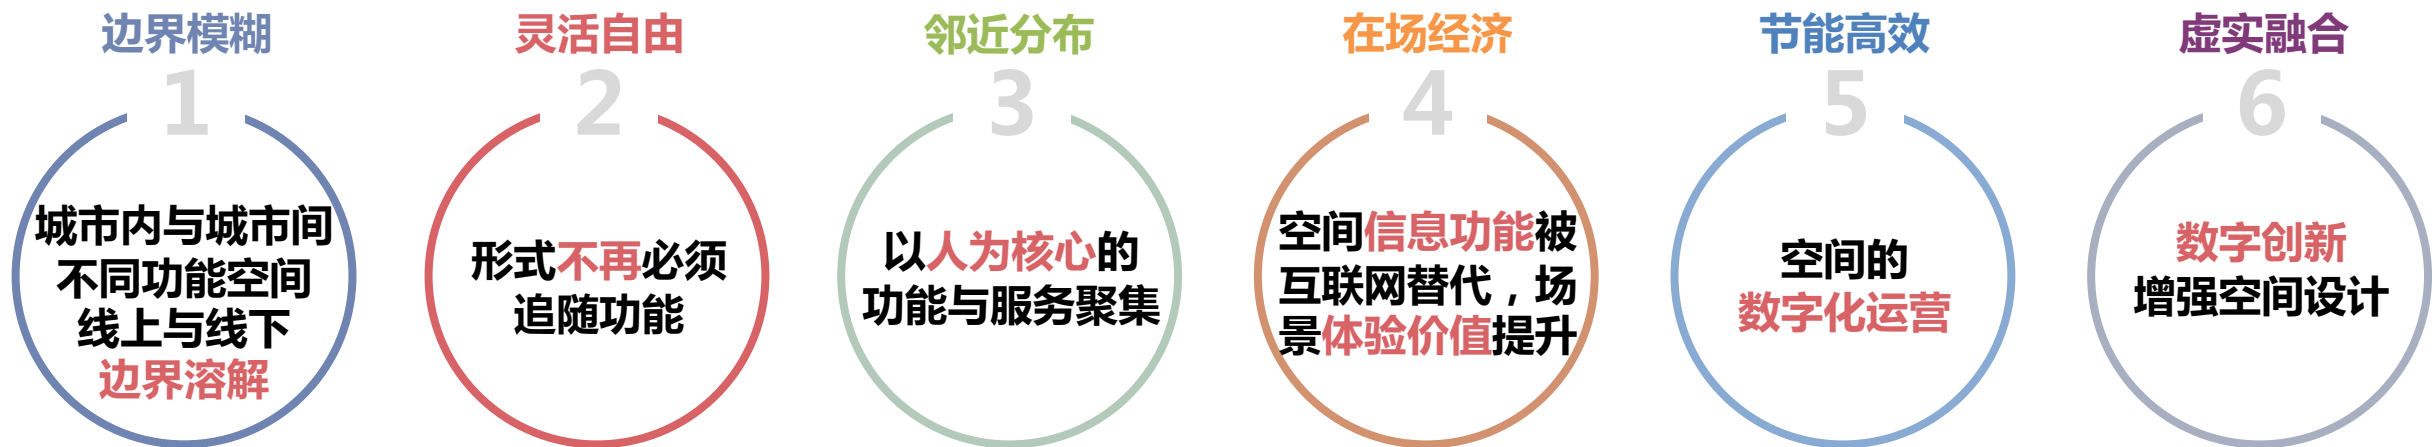 边界模糊
1
城市内与城市间
不同功能空间
线上与线下
边界溶解
灵活自由
2
形式不再必须
追随功能
邻近分布
3
以人为核心的
功能与服务聚集
在场经济
4
空间信息功能被
互联网替代，场
景体验价值提升
节能高效
5
空间的
数字化运营
虚实融合
6
数字创新
增强空间设计